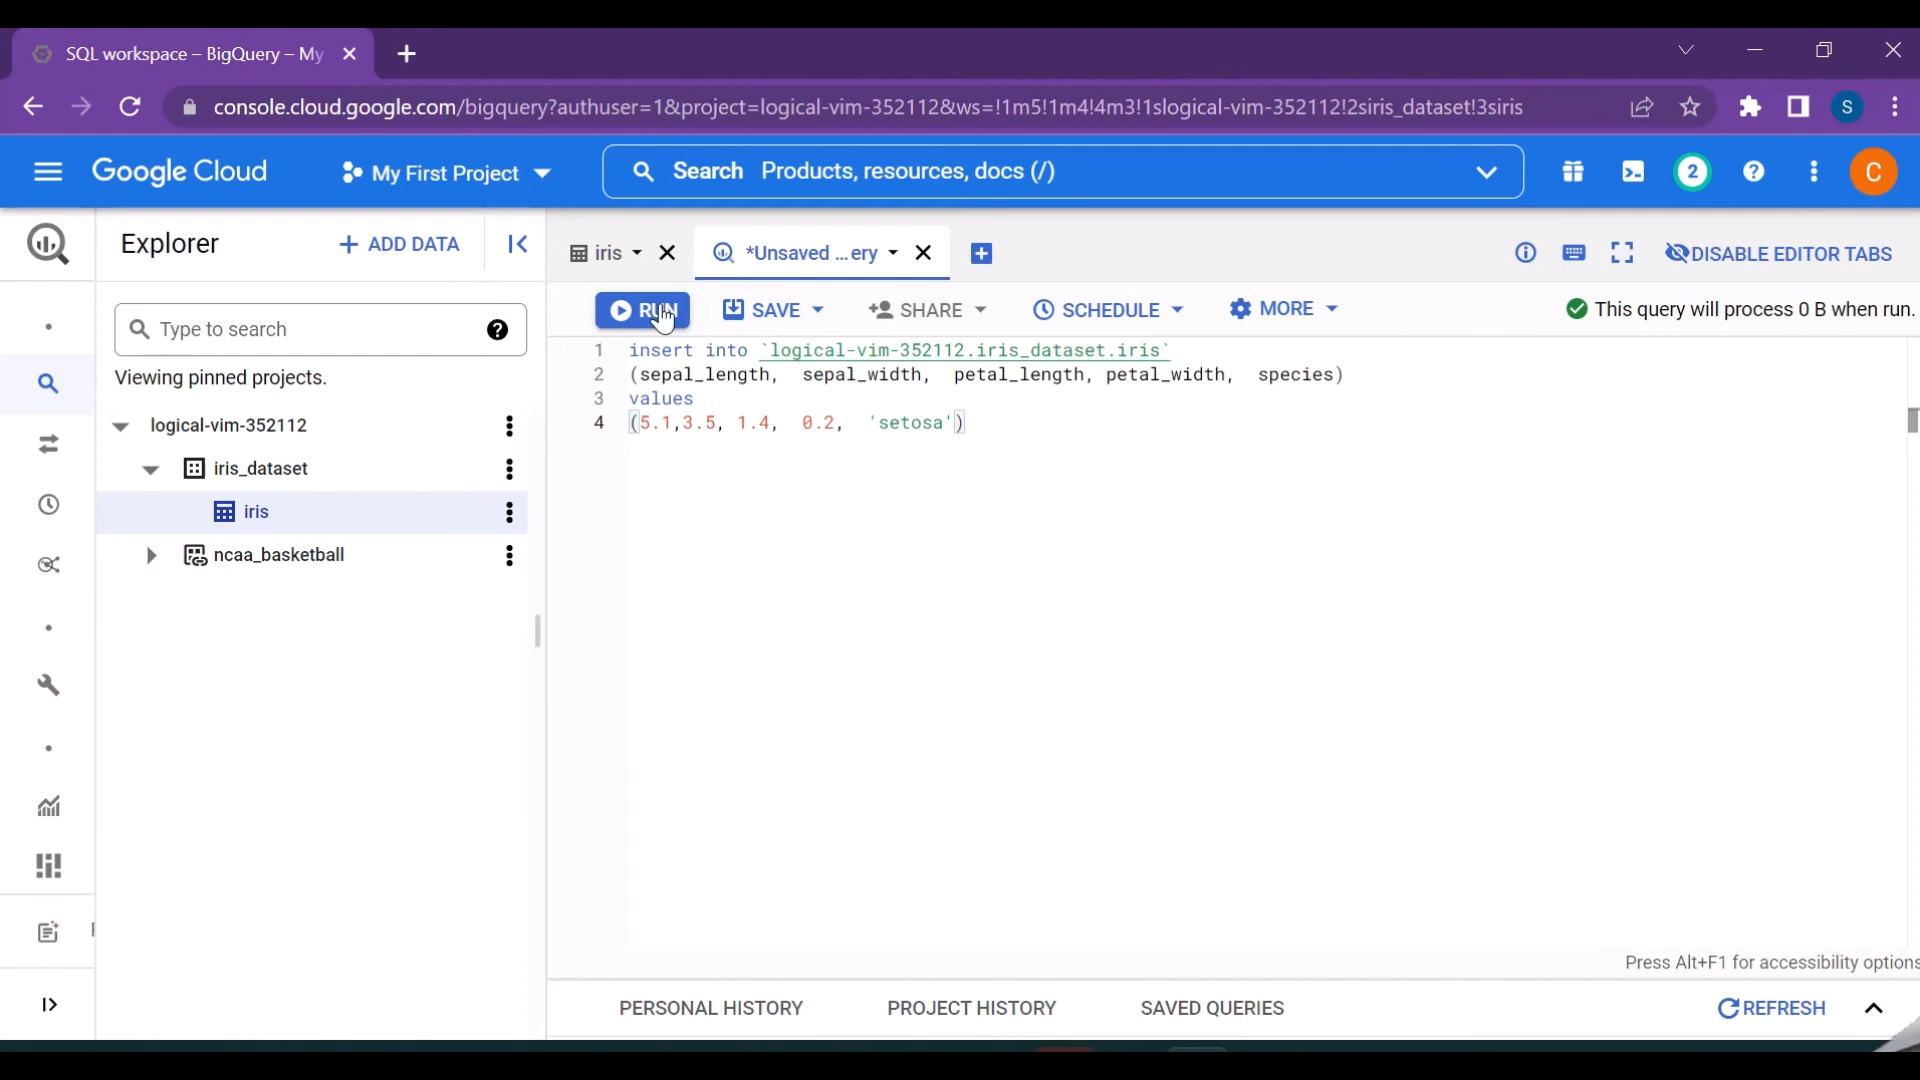 SQL workspace – BigQuery – My
console.cloud.google.com/bigquery?authuser=1&project=logical-vim-352112&ws=!1m5!1m4!4m3!1slogical-vim-352112!2siris_dataset!3siris
S
Google Cloud
My First Project
Search Products, resources, docs (/)
2
C
Explorer
+ ADD DATA
iris
*Unsaved ...ery
DISABLE EDITOR TABS
RUN
SAVE
SHARE
SCHEDULE
MORE
This query will process 0 B when run.
Type to search
Viewing pinned projects.
logical-vim-352112
iris_dataset
iris
ncaa_basketball
1 insert into `logical-vim-352112.iris_dataset.iris`
2 (sepal_length, sepal_width, petal_length, petal_width, species)
3 values
4 (5.1,3.5, 1.4, 0.2, 'setosa')
Press Alt+F1 for accessibility options
PERSONAL HISTORY
PROJECT HISTORY
SAVED QUERIES
REFRESH